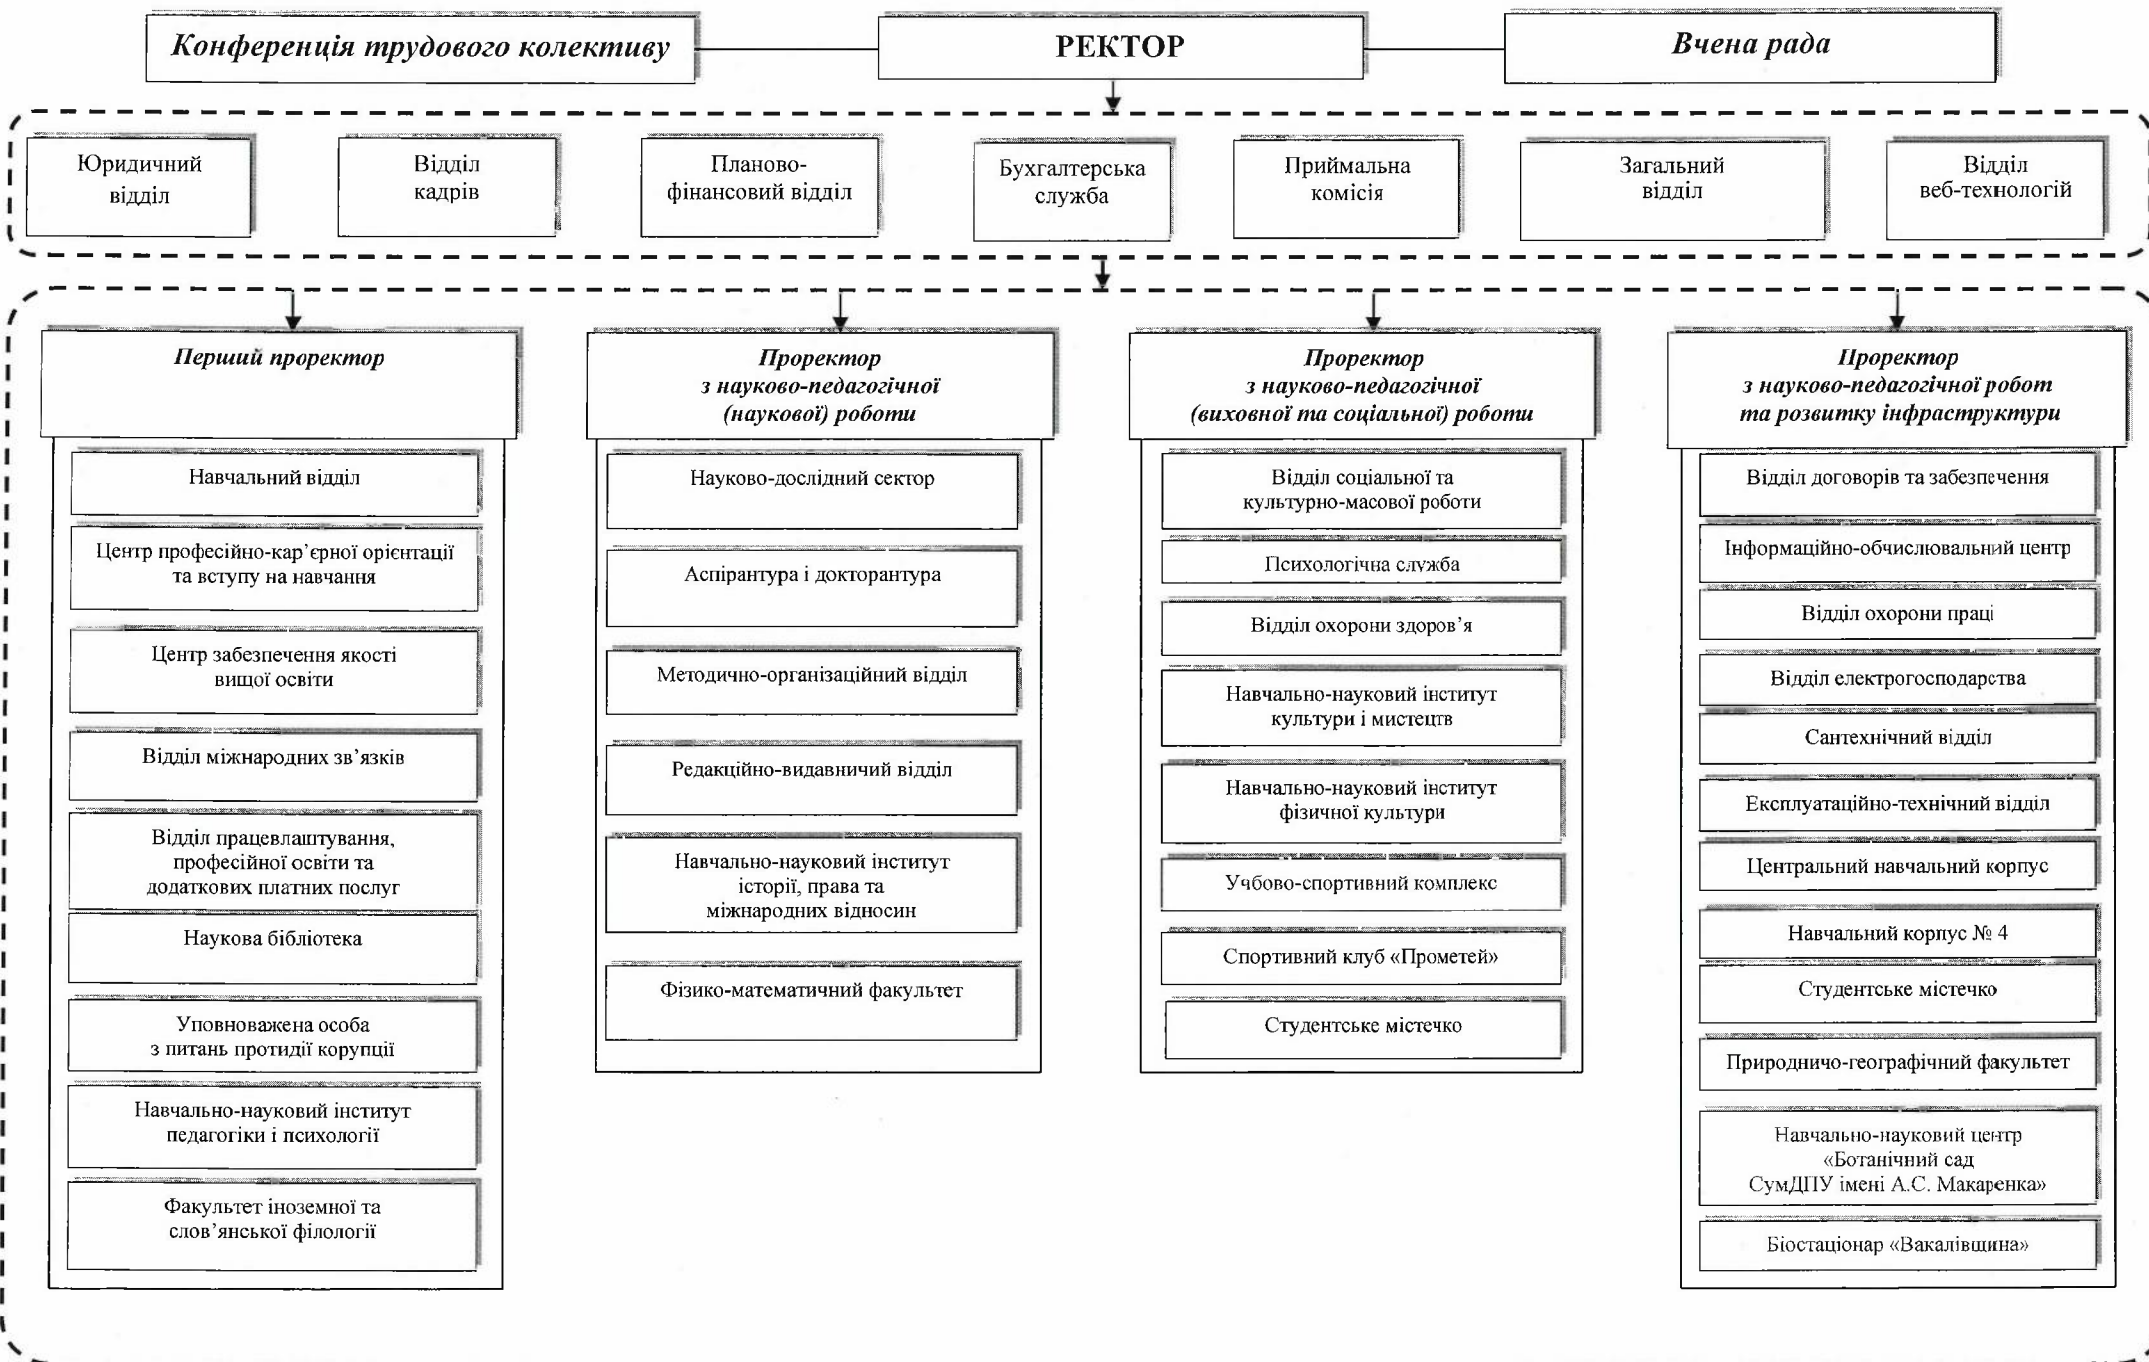 Конференція трудового колективу
РЕКТОР
Вчена рада
Юридичний
відділ
Відділ
кадрів
Планово-
фінансовий відділ
Бухгалтерська
служба
Приймальна
комісія
Загальний
відділ
Відділ
веб-технологій
Перший проректор
Навчальний відділ
Центр професійно-кар’єрної орієнтації
та вступу на навчання
Центр забезпечення якості
вищої освіти
Відділ міжнародних зв’язків
Відділ працевлаштування,
професійної освіти та
додаткових платних послуг
Наукова бібліотека
Уповноважена особа
з питань протидії корупції
Навчально-науковий інститут
педагогіки і психології
Факультет іноземної та
слов’янської філології
Проректор
з науково-педагогічної
(наукової) роботи
Науково-дослідний сектор
Аспірантура і докторантура
Методично-організаційний відділ
Редакційно-видавничий відділ
Навчально-науковий інститут
історії, права та
міжнародних відносин
Фізико-математичний факультет
Проректор
з науково-педагогічної
(виховної та соціальної) роботи
Відділ соціальної та
культурно-масової роботи
Психологічна служба
Відділ охорони здоров’я
Навчально-науковий інститут
культури і мистецтв
Навчально-науковий інститут
фізичної культури
Учбово-спортивний комплекс
Спортивний клуб «Прометей»
Студентське містечко
Проректор
з науково-педагогічної робот
та розвитку інфраструктури
Відділ договорів та забезпечення
Інформаційно-обчислювальний центр
Відділ охорони праці
Відділ електрогосподарства
Сантехнічний відділ
Експлуатаційно-технічний відділ
Центральний навчальний корпус
Навчальний корпус № 4
Студентське містечко
Природничо-географічний факультет
Навчально-науковий центр
«Ботанічний сад
СумДПУ імені А.С. Макаренка»
Біостаціонар «Вакалівщина»